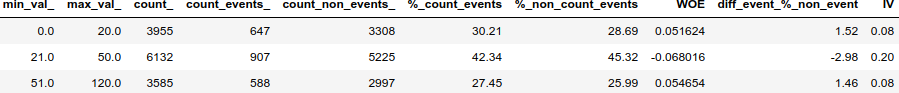 min_val_ max_val_ count_ count_events_ count_non_events_ %_count_events %_non_count_events WOE diff_event_%_non_event IV
0.0 20.0 3955 647 3308 30.21 28.69 0.051624 1.52 0.08
21.0 50.0 6132 907 5225 42.34 45.32 -0.068016 -2.98 0.20
51.0 120.0 3585 588 2997 27.45 25.99 0.054654 1.46 0.08